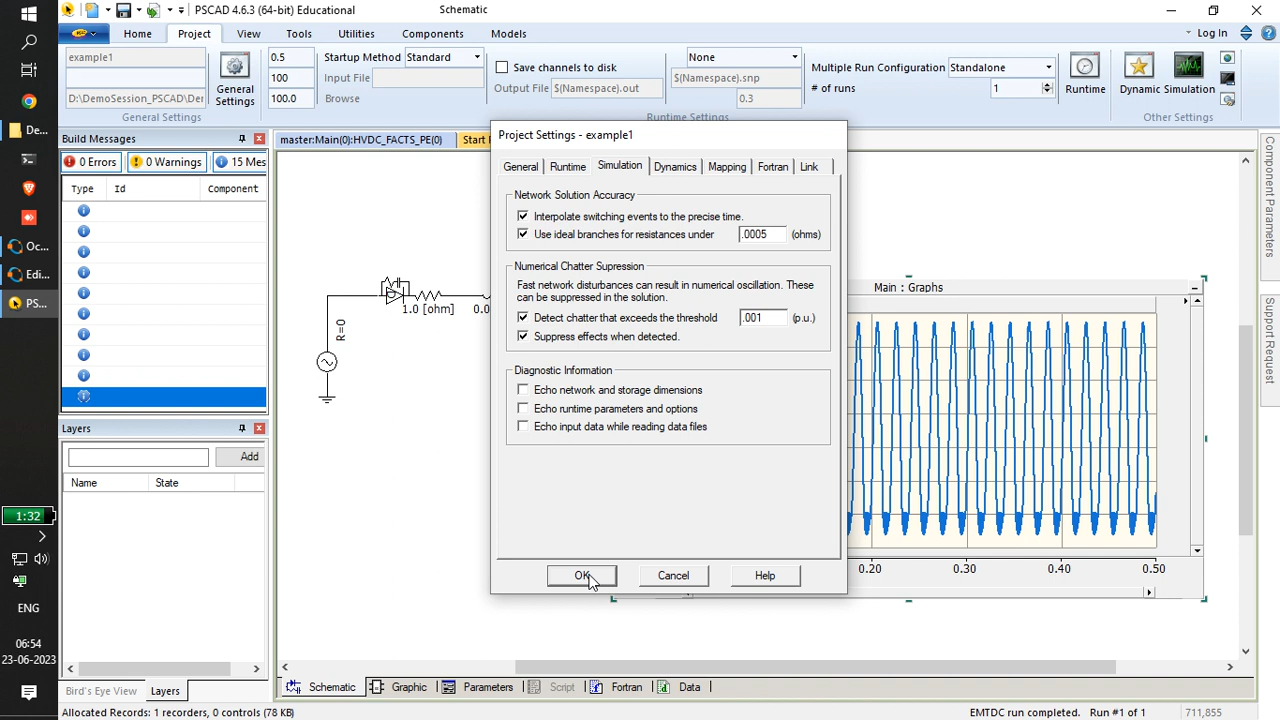 PSCAD 4.6.3 (64-bit) Educational
Schematic
Home
Project
View
Tools
Utilities
Components
Models
Log In
example1
D:\DemoSession_PSCAD\Der
General Settings
0.5
100
100.0
Startup Method
Standard
Input File
Browse
Save channels to disk
Output File
$(Namespace).out
None
$(Namespace).snp
0.3
Multiple Run Configuration
Standalone
# of runs
1
Runtime
Dynamic
Simulation
General Settings
Runtime Settings
Other Settings
Build Messages
0 Errors
0 Warnings
15 Mes
Type
Id
Component
master:Main(0):HVDC_FACTS_PE(0)
Start
Project Settings - example1
General
Runtime
Simulation
Dynamics
Mapping
Fortran
Link
Network Solution Accuracy
Interpolate switching events to the precise time.
Use ideal branches for resistances under
.0005
(ohms)
Numerical Chatter Supression
Fast network disturbances can result in numerical oscillation. These
can be suppressed in the solution.
Detect chatter that exceeds the threshold
.001
(p.u.)
Suppress effects when detected.
Diagnostic Information
Echo network and storage dimensions
Echo runtime parameters and options
Echo input data while reading data files
OK
Cancel
Help
R=0
1.0 [ohm]
0.0
Main : Graphs
0.20
0.30
0.40
0.50
Component Parameters
Support Requests
Layers
Add
Name
State
Bird's Eye View
Layers
Schematic
Graphic
Parameters
Script
Fortran
Data
Allocated Records: 1 recorders, 0 controls (78 KB)
EMTDC run completed.
Run #1 of 1
711,855
De...
Oc...
Edi...
PS...
1:32
ENG
06:54
23-06-2023